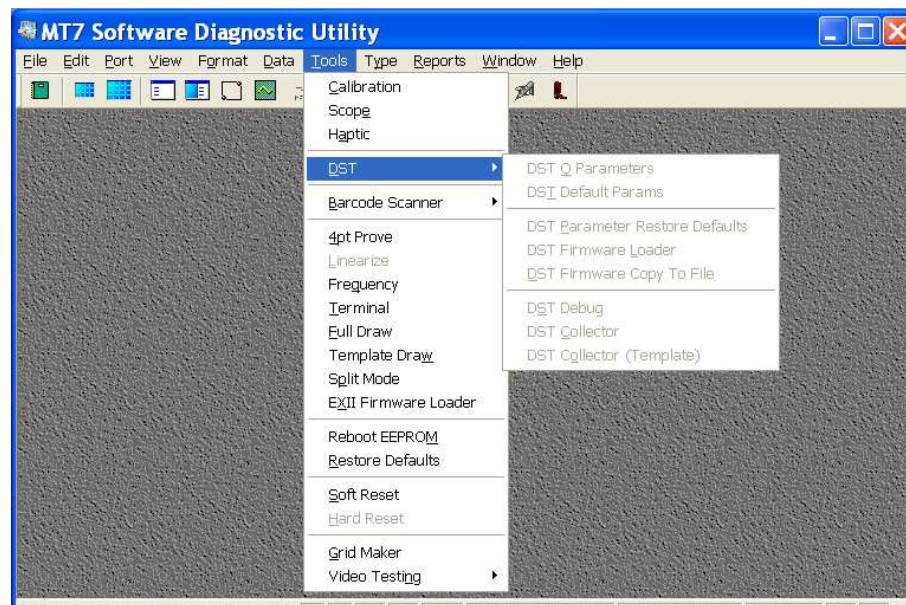 MT7 Software Diagnostic Utility
File Edit Port View Format Data Tools Type Reports Window Help
Calibration
Scope
Haptic
DST
Barcode Scanner
4pt Prove
Linearize
Frequency
Terminal
Full Draw
Template Draw
Split Mode
EXII Firmware Loader
Reboot EEPROM
Restore Defaults
Soft Reset
Hard Reset
Grid Maker
Video Testing
DST Q Parameters
DST Default Params
DST Parameter Restore Defaults
DST Firmware Loader
DST Firmware Copy To File
DST Debug
DST Collector
DST Collector (Template)